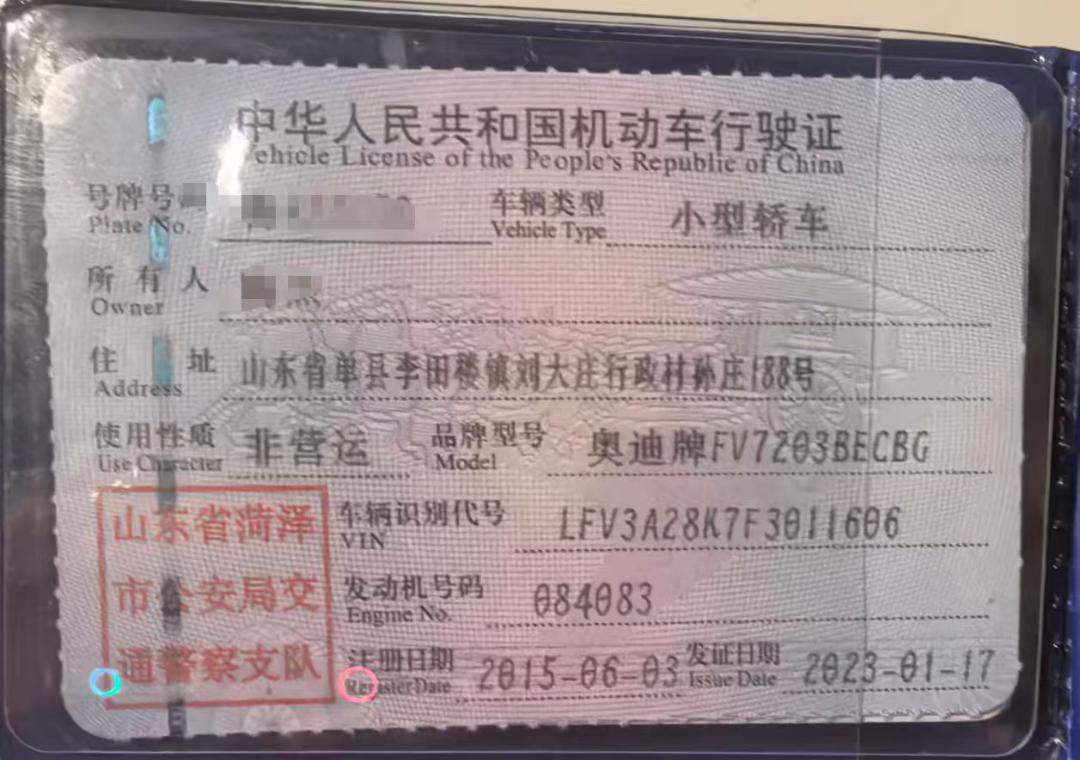 中华人民共和国机动车行驶证
Vehicle License of the People's Republic of China
号牌号 车辆类型 小型轿车
Plate No. Vehicle Type
所有人
Owner
住址 山东省单县李田楼镇刘大庄行政村孙庄188号
Address
使用性质 非营运 品牌型号 奥迪牌FV7203BECBG
Use Character Model
山东省菏泽 车辆识别代号 LFV3A28K7F3011606
VIN
市公安局交 发动机号码 084083
Engine No.
通警察支队 注册日期 2015-06-03 发证日期 2023-01-17
Register Date Issue Date